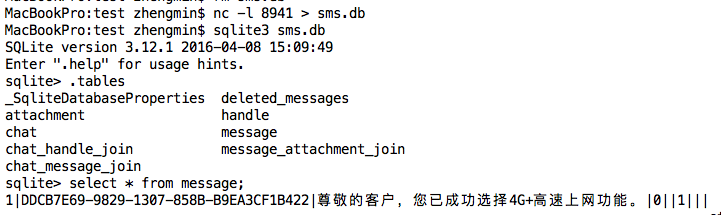 MacBookPro:test zhengmin$ nc -l 8941 > sms.db
MacBookPro:test zhengmin$ sqlite3 sms.db
SQLite version 3.12.1 2016-04-08 15:09:49
Enter ".help" for usage hints.
sqlite> .tables
_SqliteDatabaseProperties  deleted_messages
attachment                 handle
chat                       message
chat_handle_join           message_attachment_join
chat_message_join
sqlite> select * from message;
1|DDCB7E69-9829-1307-858B-B9EA3CF1B422|尊敬的客户，您已成功选择4G+高速上网功能。|0||1|||